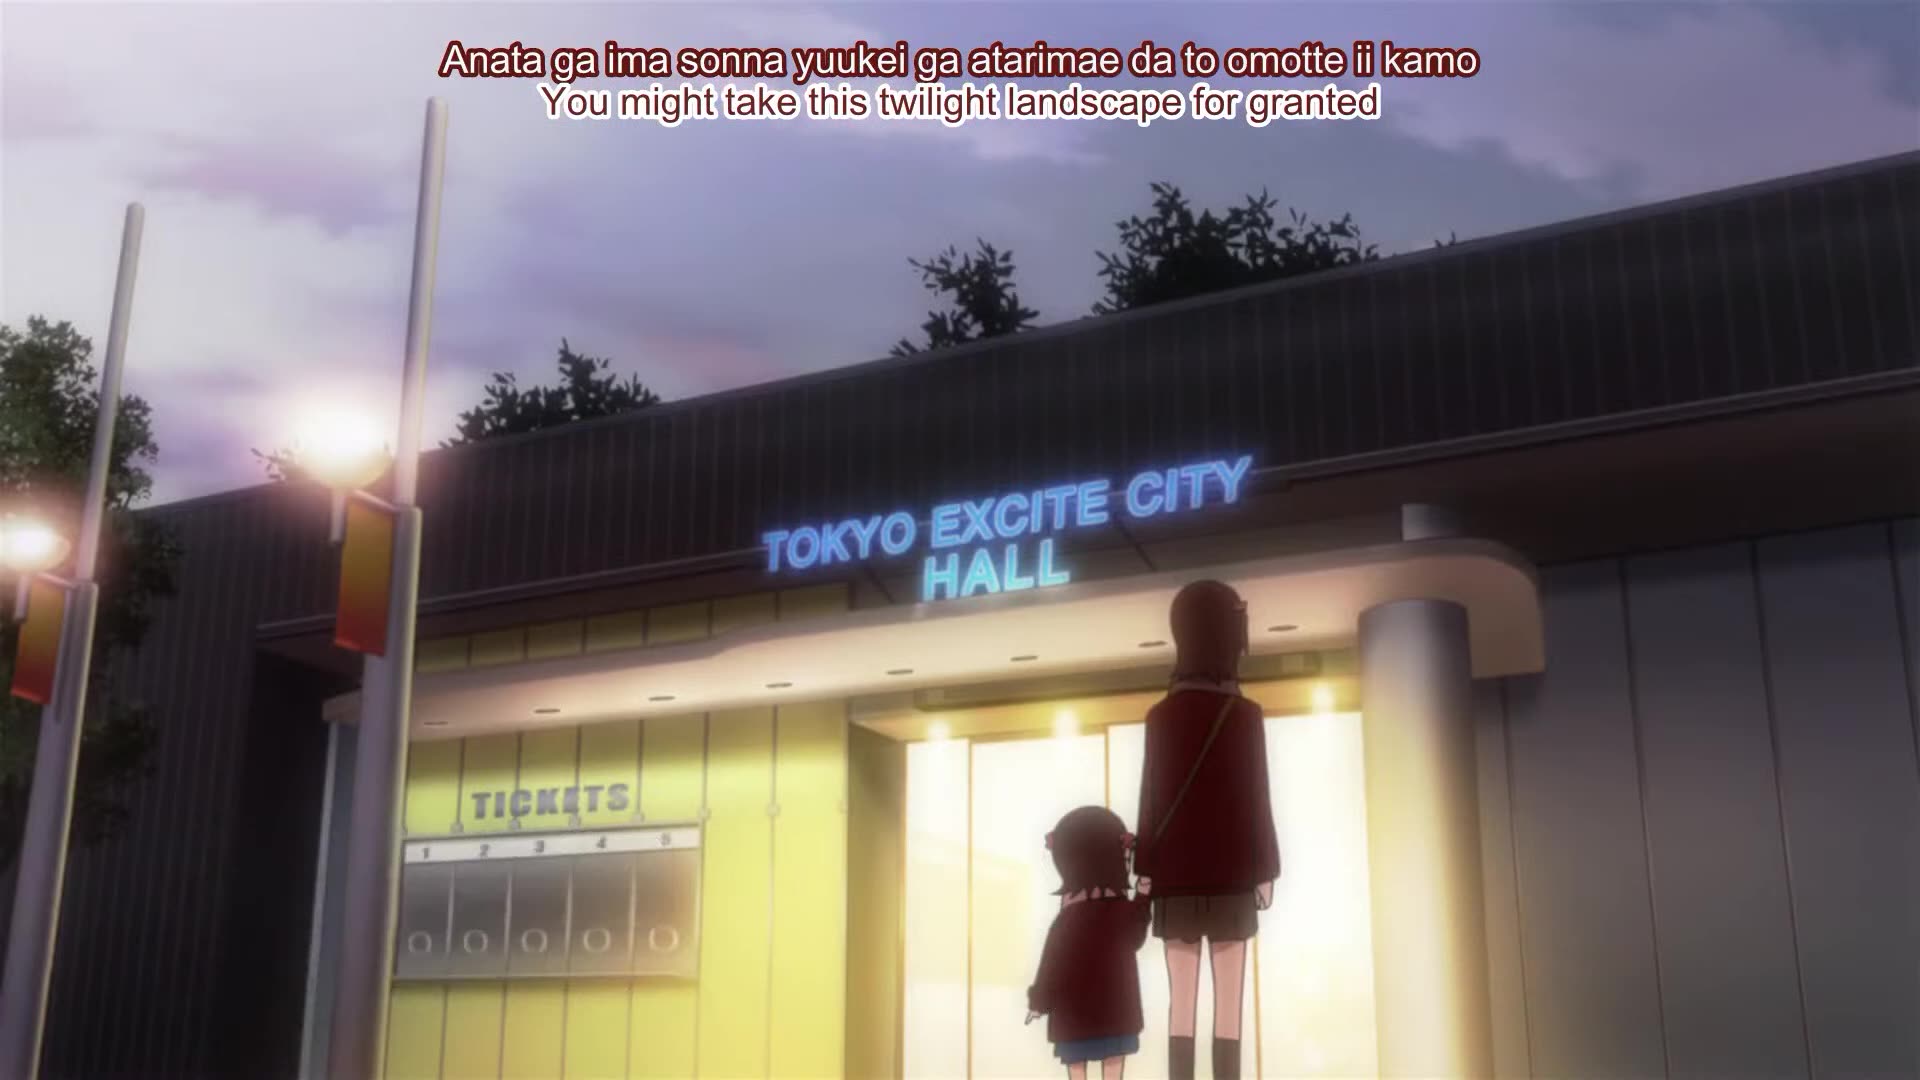 Anata ga ima sonna yuukei ga atarimae da to omotte ii kamo
You might take this twilight landscape for granted
TOKYO EXCITE CITY
HALL
TICKETS
1 2 3 4 5